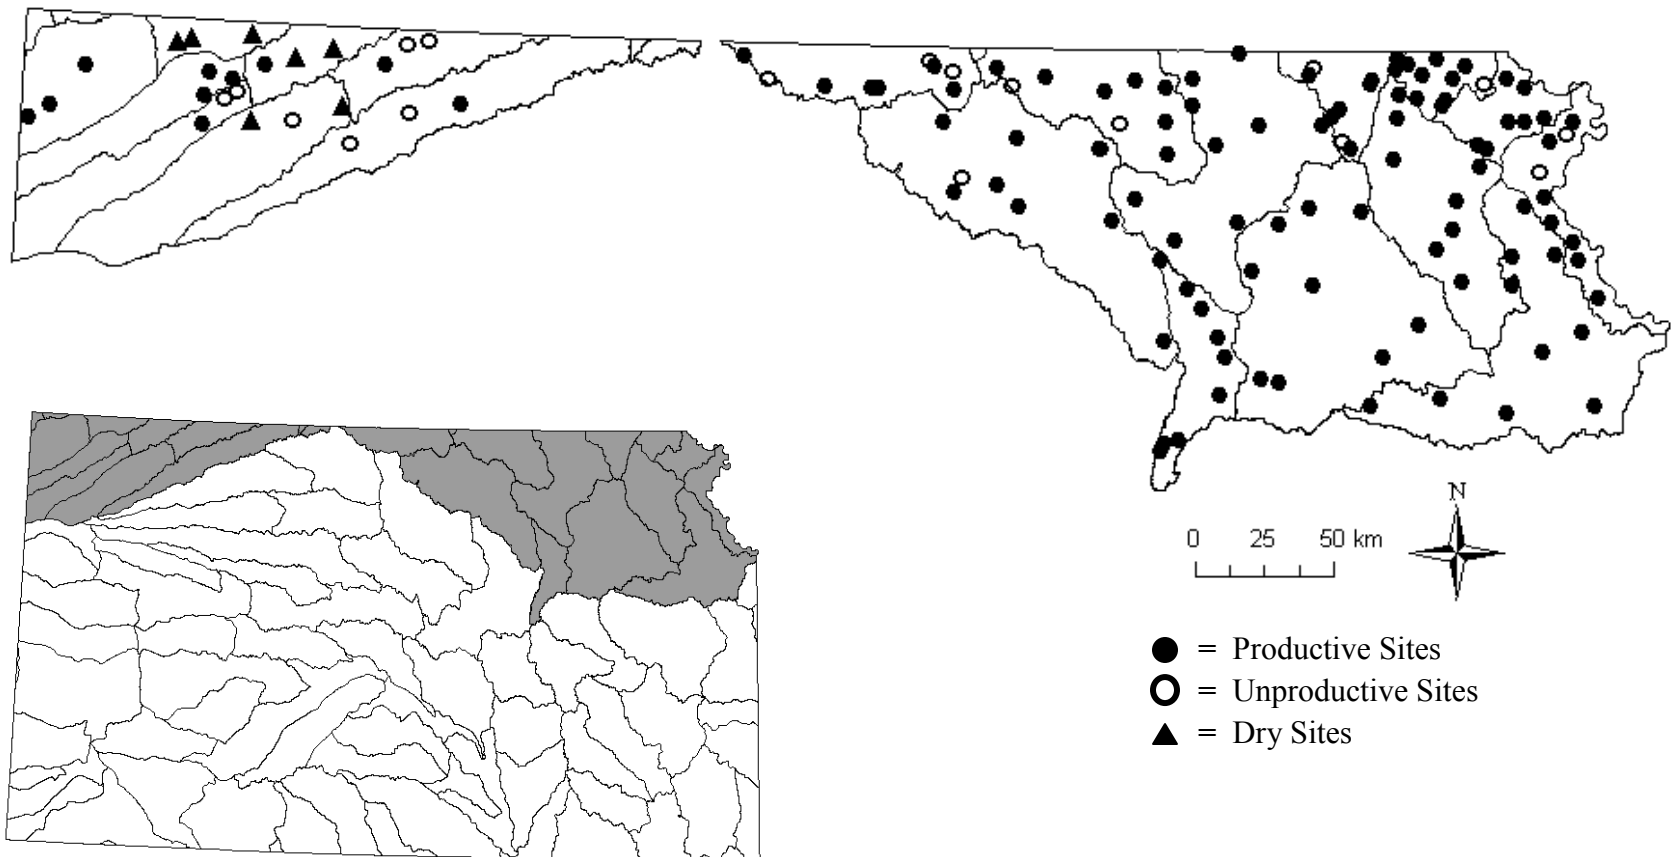 N
0 25 50 km
= Productive Sites
= Unproductive Sites
= Dry Sites